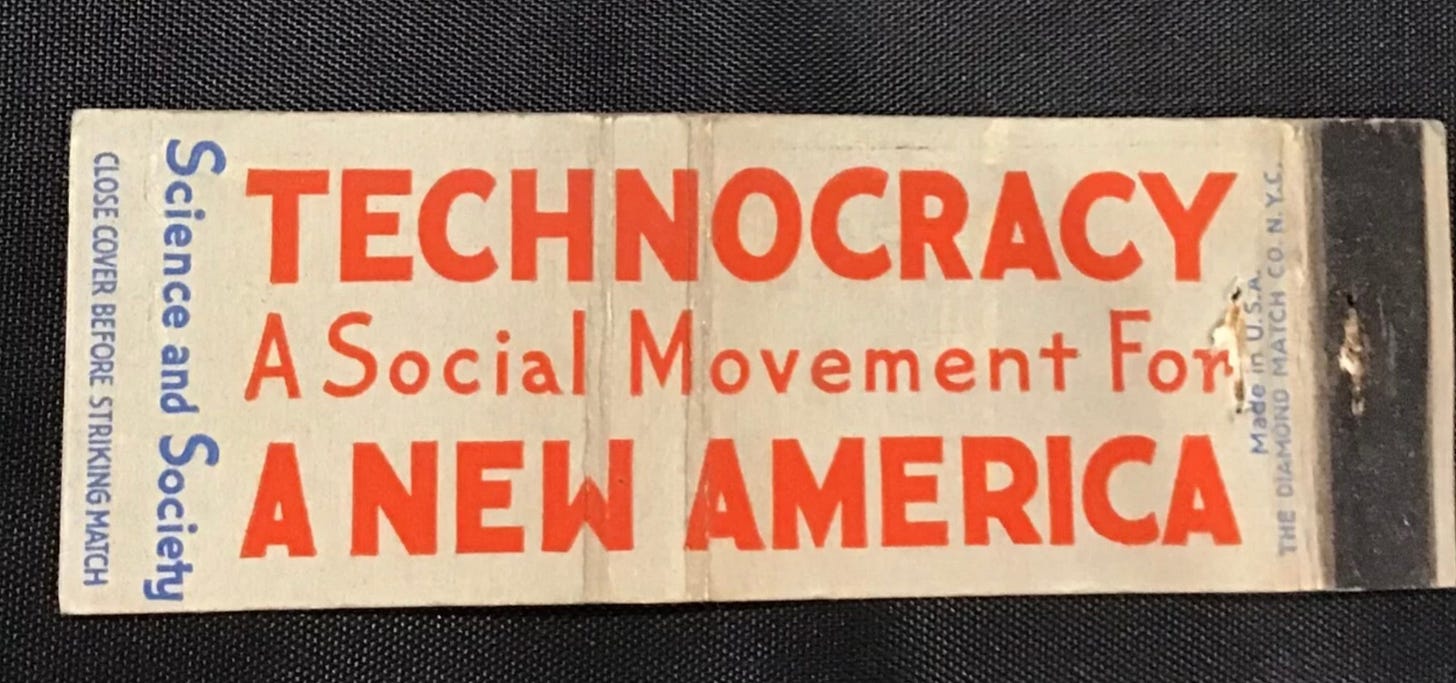 TECHNOCRACY
A Social Movement For
A NEW AMERICA
Science and Society
CLOSE COVER BEFORE STRIKING MATCH
Made in U.S.A.
THE DIAMOND MATCH CO. N.Y.C.